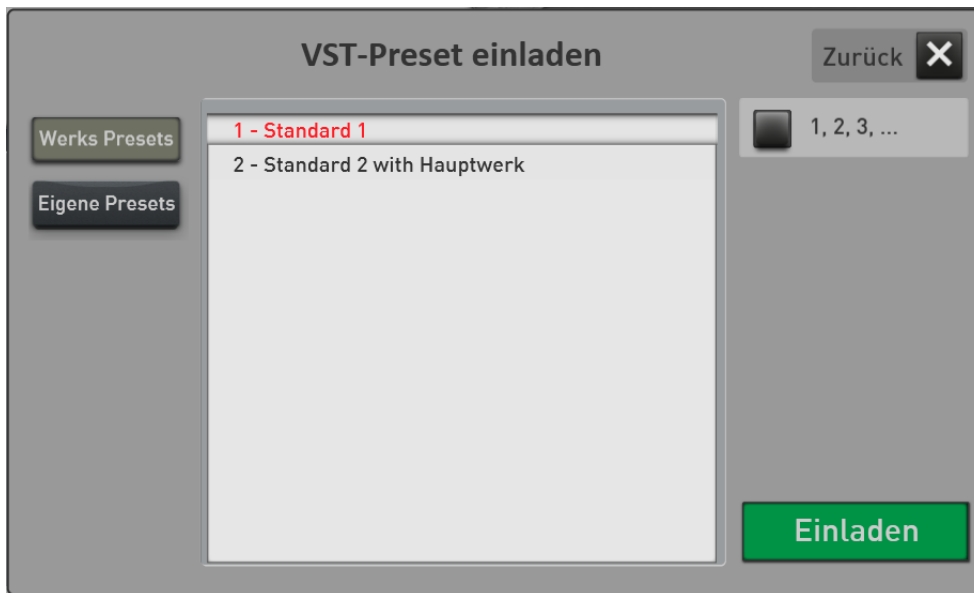 VST-Preset einladen
Zurück
Werks Presets
Eigene Presets
1 - Standard 1
2 - Standard 2 with Hauptwerk
1, 2, 3, ...
Einladen